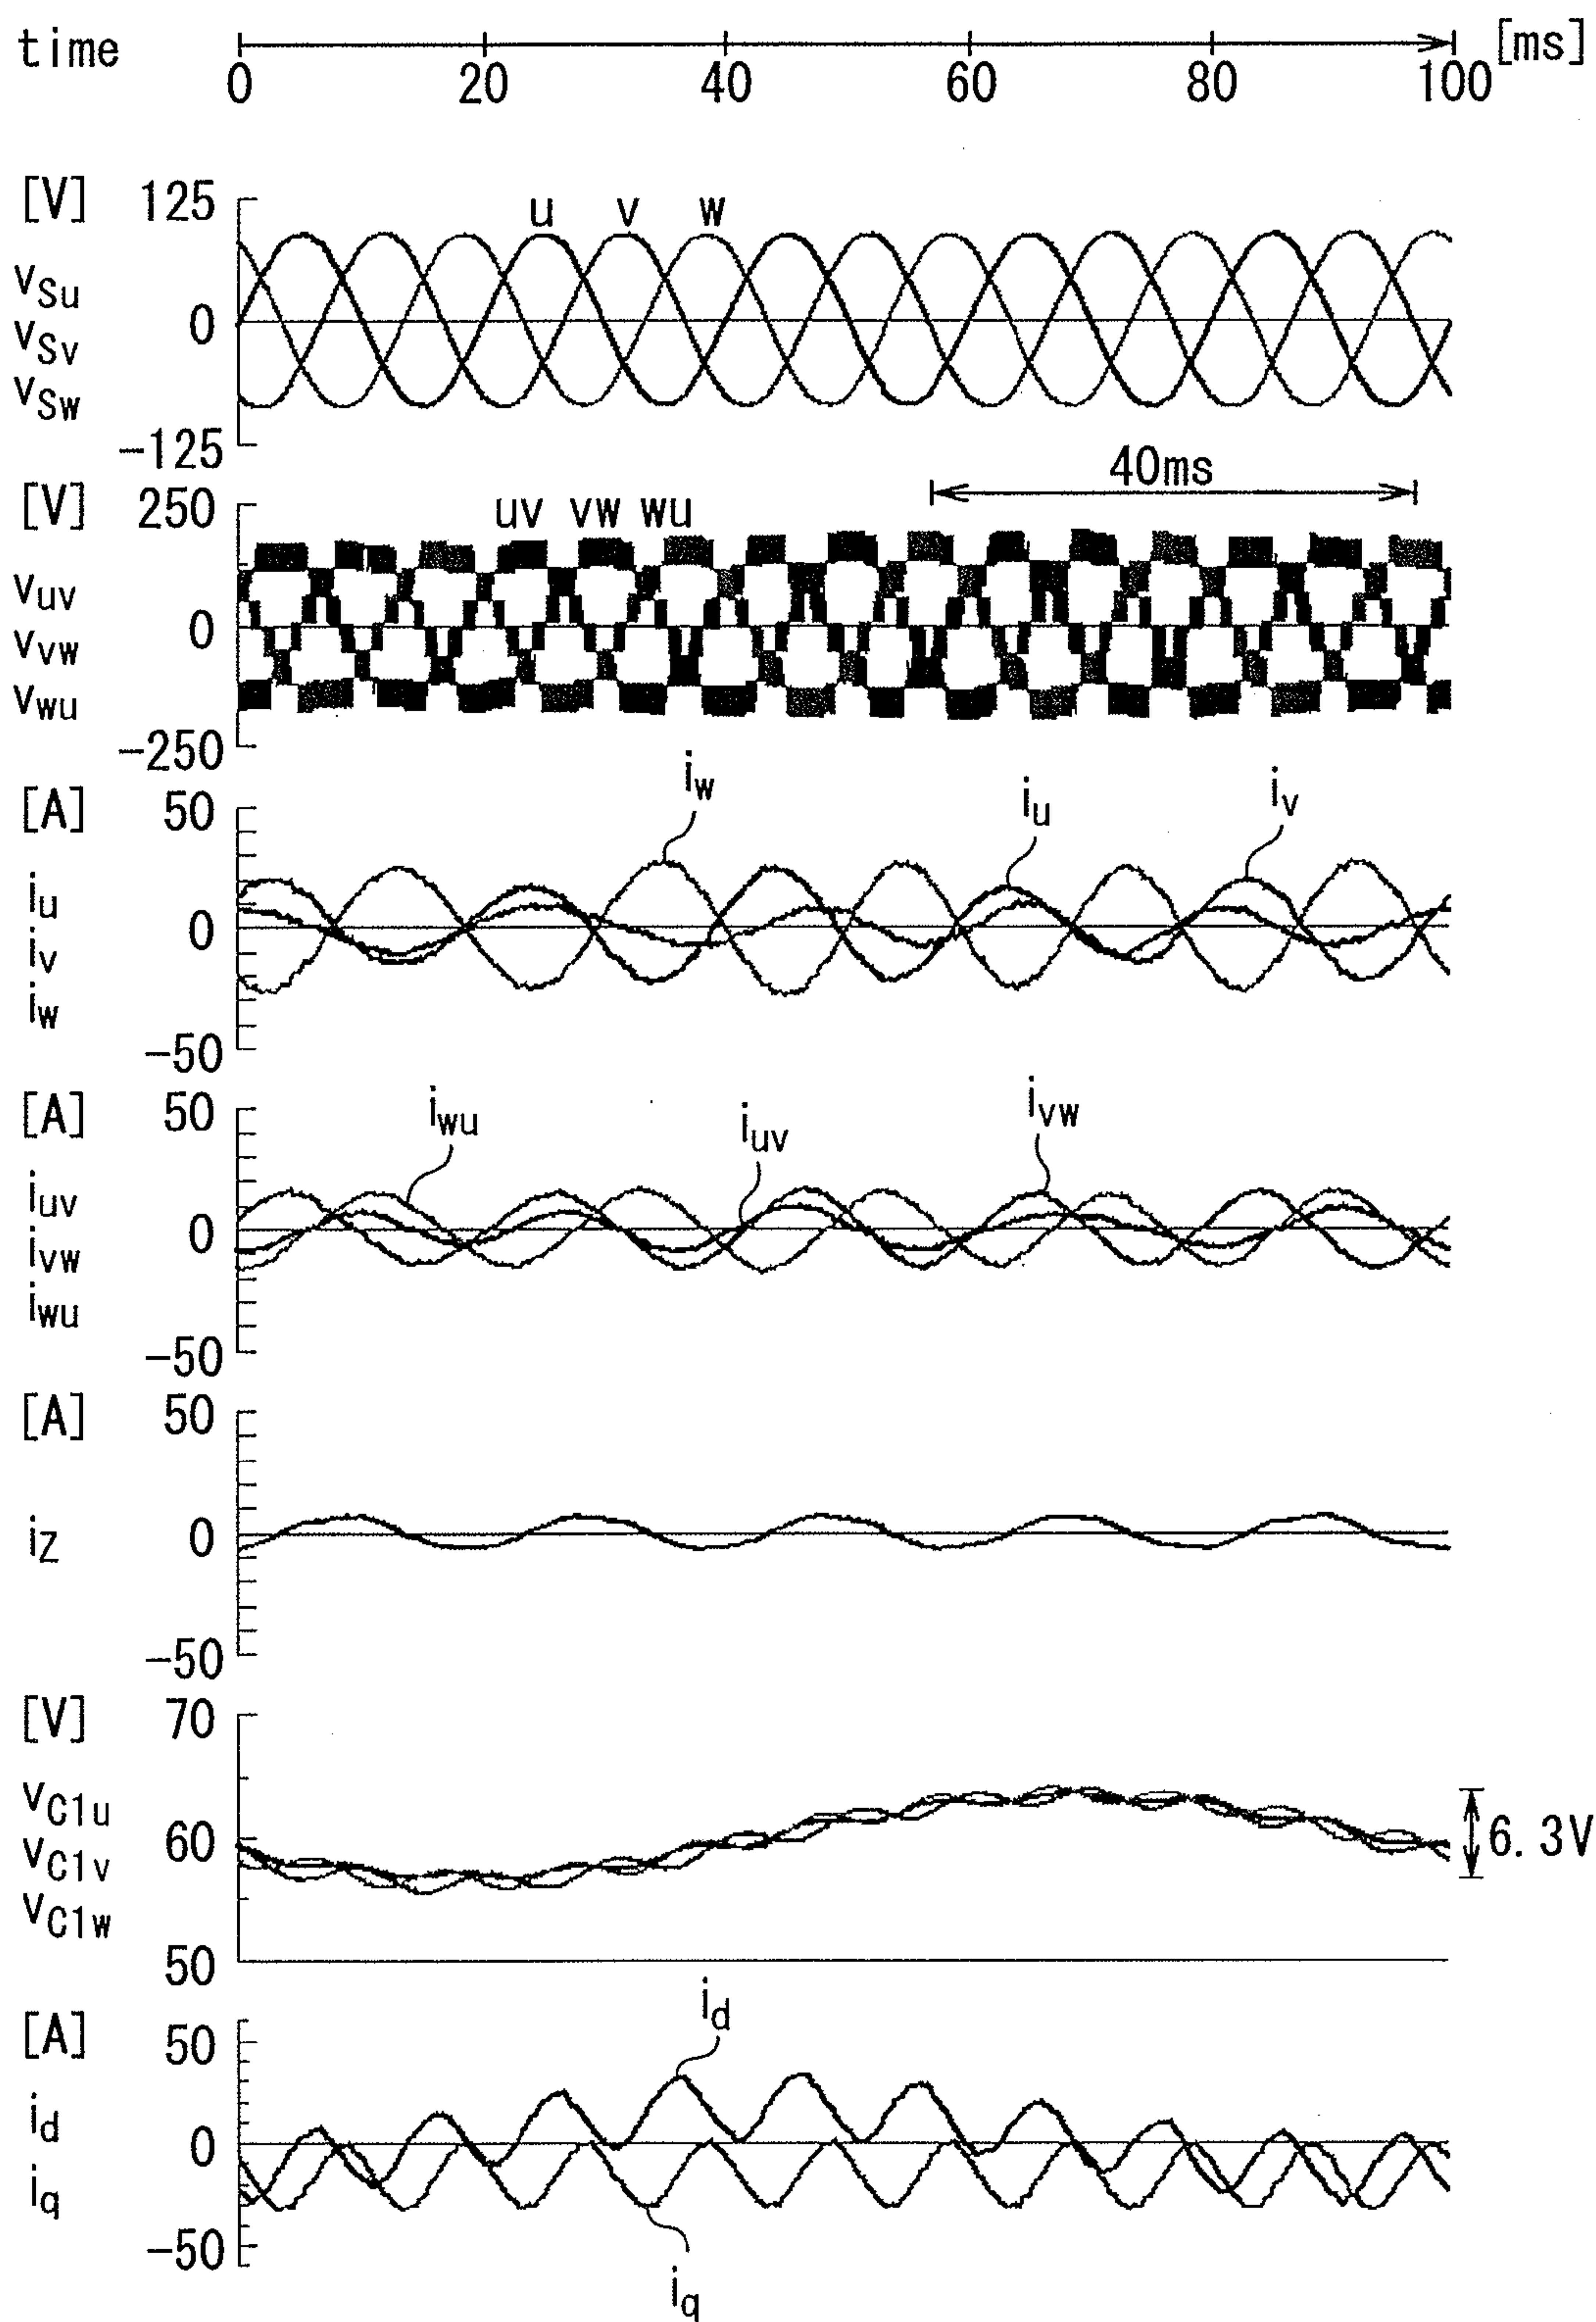 time [ms]
0 20 40 60 80 100
[V] 125
u v w
vSu
0
vSv
vSw
-125
40ms
[V] 250
uv vw wu
vuv
0
vvw
vwu
-250
iw
iu
iv
[A] 50
iu
0
iv
iw
-50
iwu
iuv
ivw
[A] 50
iuv
0
ivw
iwu
-50
[A] 50
iZ 0
-50
[V] 70
vC1u
60
6.3V
vC1v
vC1w
50
id
[A] 50
id
0
iq
-50
iq